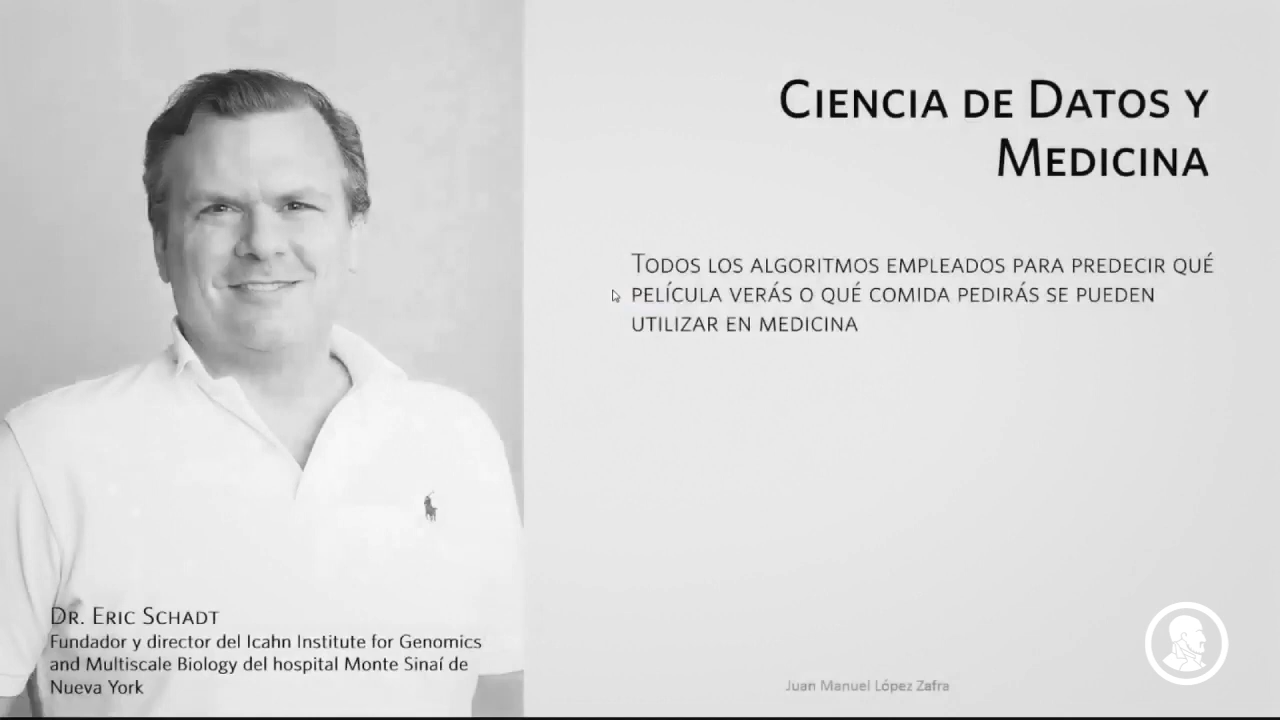 Ciencia de Datos y
Medicina
Todos los algoritmos empleados para predecir qué
película verás o qué comida pedirás se pueden
utilizar en medicina
Dr. Eric Schadt
Fundador y director del Icahn Institute for Genomics
and Multiscale Biology del hospital Monte Sinaí de
Nueva York
Juan Manuel López Zafra